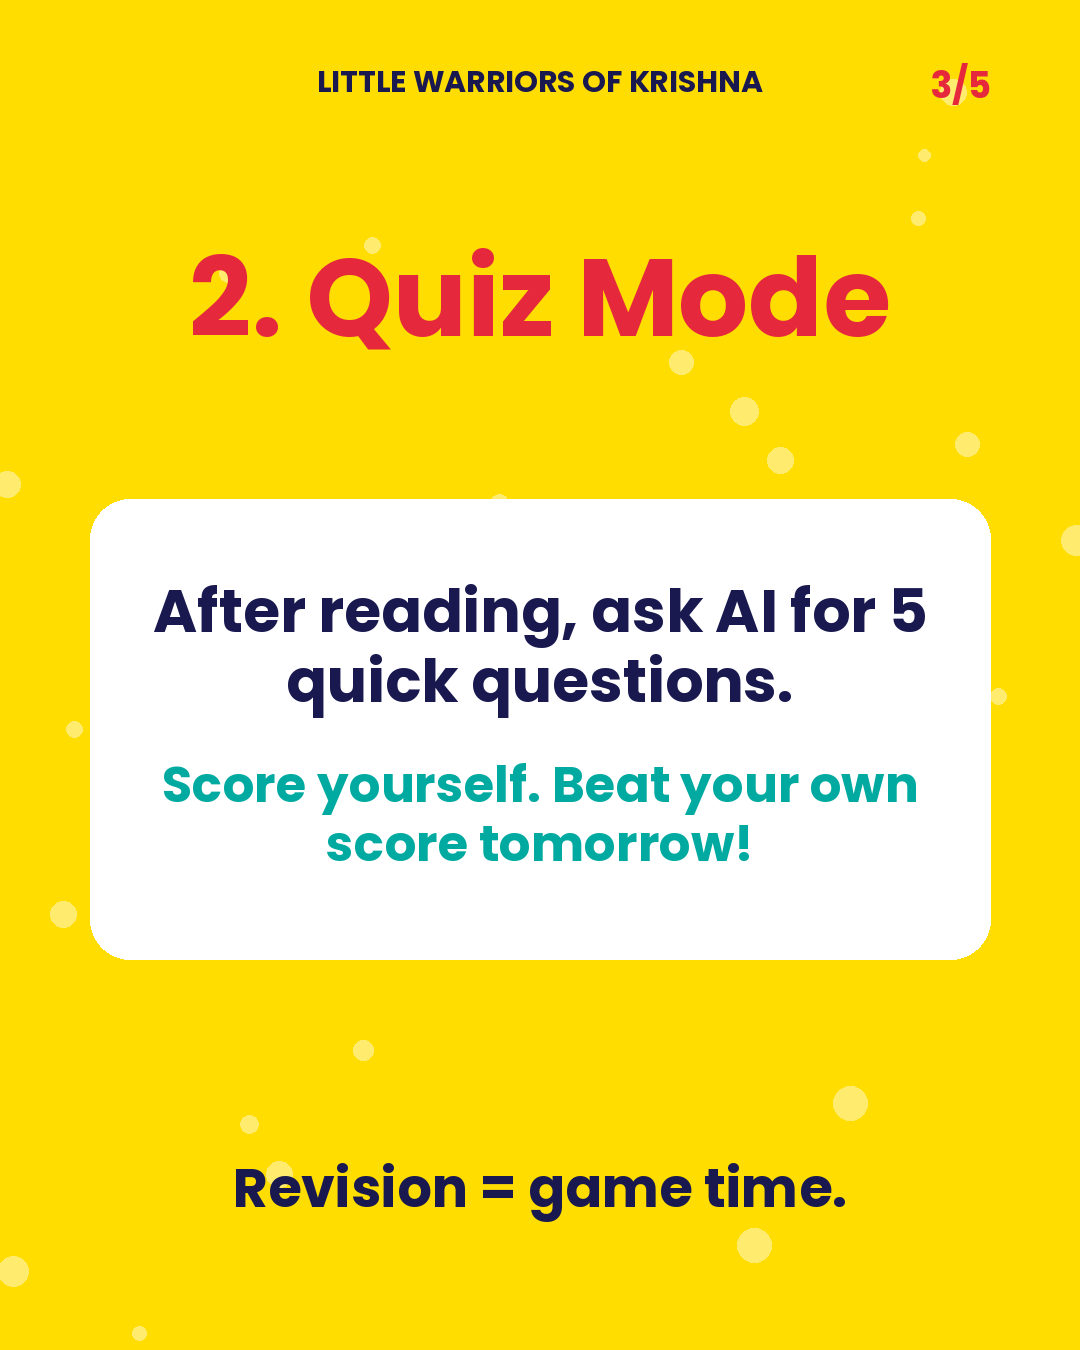 LITTLE WARRIORS OF KRISHNA
3/5
2. Quiz Mode
After reading, ask AI for 5
quick questions.
Score yourself. Beat your own
score tomorrow!
Revision = game time.